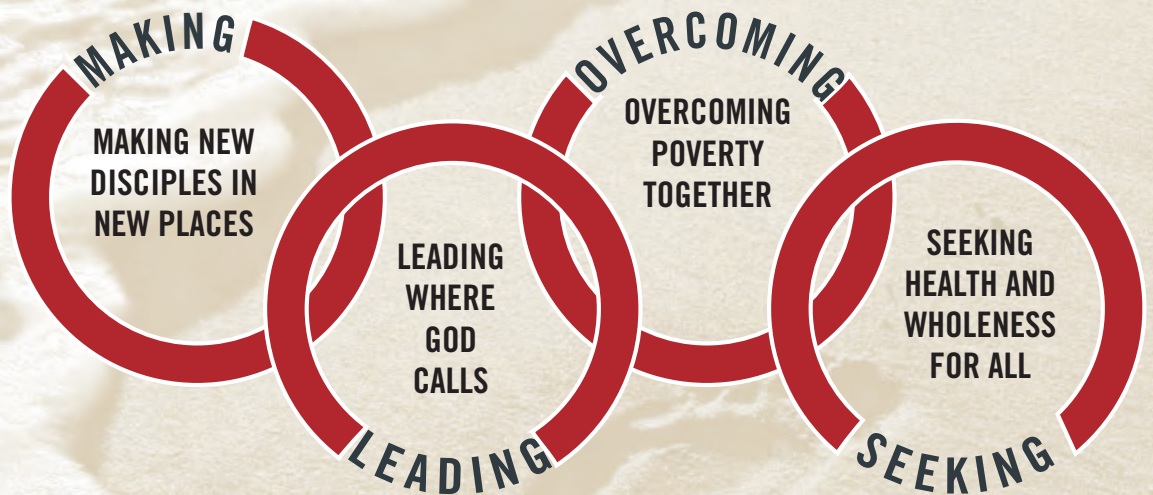 MAKING
MAKING NEW
DISCIPLES IN
NEW PLACES
LEADING
WHERE
GOD
CALLS
LEADING
OVERCOMING
OVERCOMING
POVERTY
TOGETHER
SEEKING
HEALTH AND
WHOLENESS
FOR ALL
SEEKING